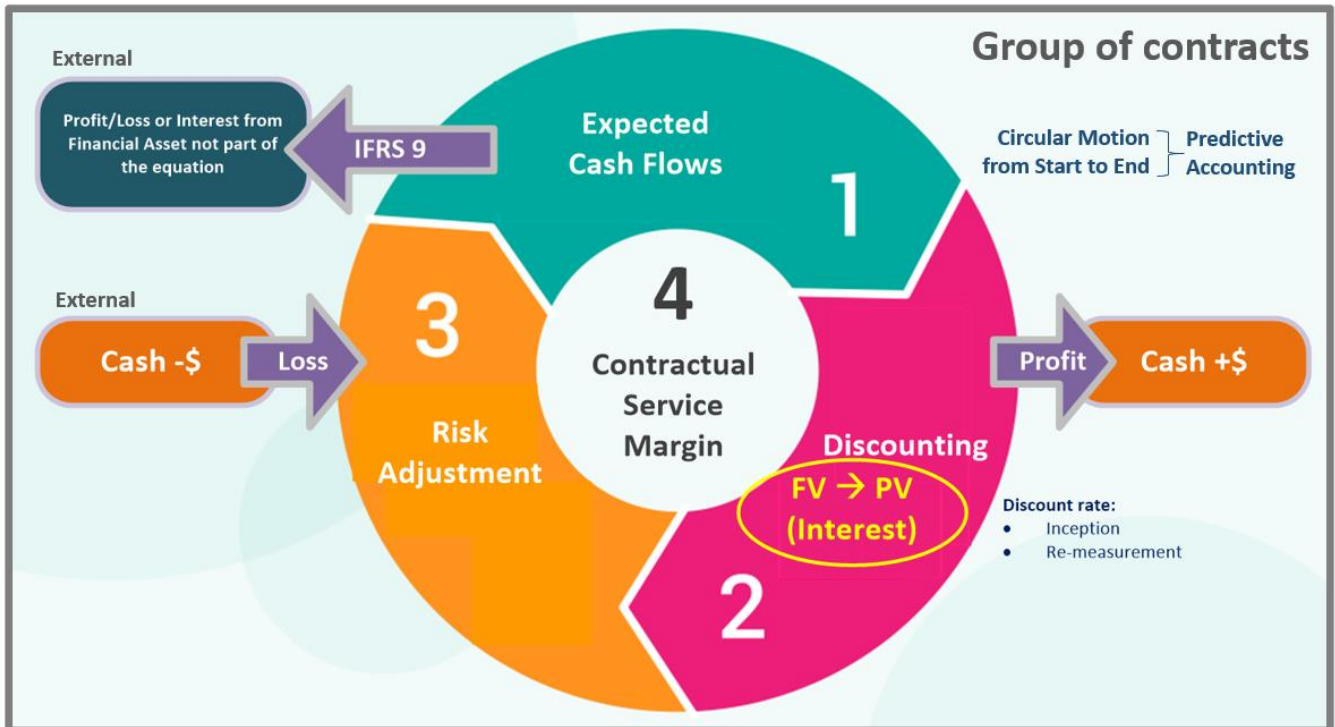 Group of contracts
External
Profit/Loss or Interest from
Financial Asset not part of
the equation
IFRS 9
Expected
Cash Flows
1
Circular Motion
from Start to End
Predictive
Accounting
External
Cash -$
Loss
3
Risk
Adjustment
4
Contractual
Service
Margin
Profit
Cash +$
Discounting
FV → PV
(Interest)
2
Discount rate:
• Inception
• Re-measurement